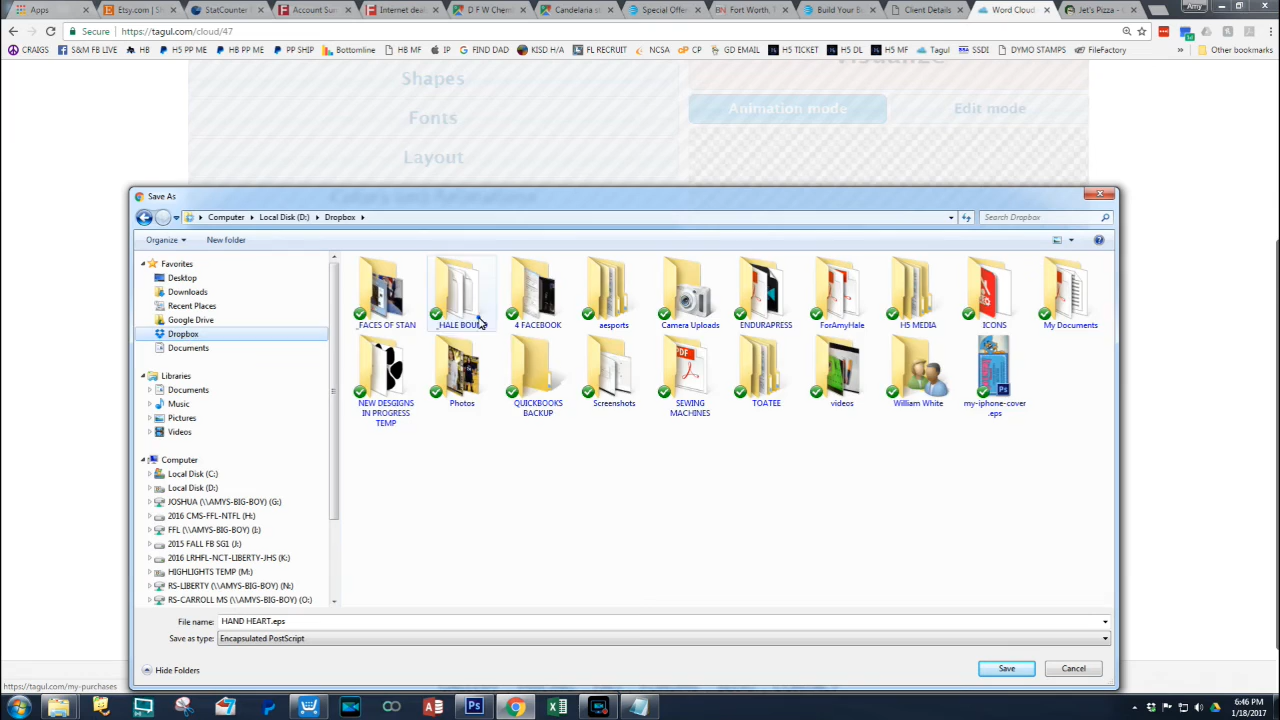 Apps
Etsy.com | S
StatCounter
Account Sum
Internet deal
D F W Chem
Candelaria st
Special Offer
Fort Worth, T
Build Your Ba
Client Details
Word Cloud
Jet's Pizza - L
Amy
Secure https://tagul.com/cloud/47
CRAIGS S&M FB LIVE HB H5 PP ME HB PP ME PP SHIP Bottomline HB MF IP FIND DAD KISD H/A FL RECRUIT NCSA CP GD EMAIL H5 TICKET H5 DL H5 MF Tagul SSDI DYMO STAMPS FileFactory » Other bookmarks
Visualize
Shapes
Animation mode Edit mode
Fonts
Layout
Save As
Computer Local Disk (D:) Dropbox
Search Dropbox
Organize New folder
Favorites
Desktop
Downloads
Recent Places
Google Drive
Dropbox
Documents
Libraries
Documents
Music
Pictures
Videos
Computer
Local Disk (C:)
Local Disk (D:)
JOSHUA (\\AMYS-BIG-BOY) (G:)
2016 CMS-FFL-NTFL (H:)
FFL (\\AMYS-BIG-BOY) (I:)
2015 FALL FB SG1 (J:)
2016 LRHFL-NCT-LIBERTY-JHS (K:)
HIGHLIGHTS TEMP (M:)
RS-LIBERTY (\\AMYS-BIG-BOY) (N:)
RS-CARROLL MS (\\AMYS-BIG-BOY) (O:)
_FACES OF STAN
_HALE BOU
4 FACEBOOK
aesports
Camera Uploads
ENDURAPRESS
ForAmyHale
H5 MEDIA
ICONS
My Documents
NEW DESGIGNS
IN PROGRESS
TEMP
Photos
QUICKBOOKS
BACKUP
Screenshots
PDF
SEWING
MACHINES
TOATEE
videos
William White
Ps
my-iphone-cover
.eps
File name: HAND HEART.eps
Save as type: Encapsulated PostScript
Hide Folders
Save Cancel
https://tagul.com/my-purchases
Ps
6:46 PM
1/18/2017